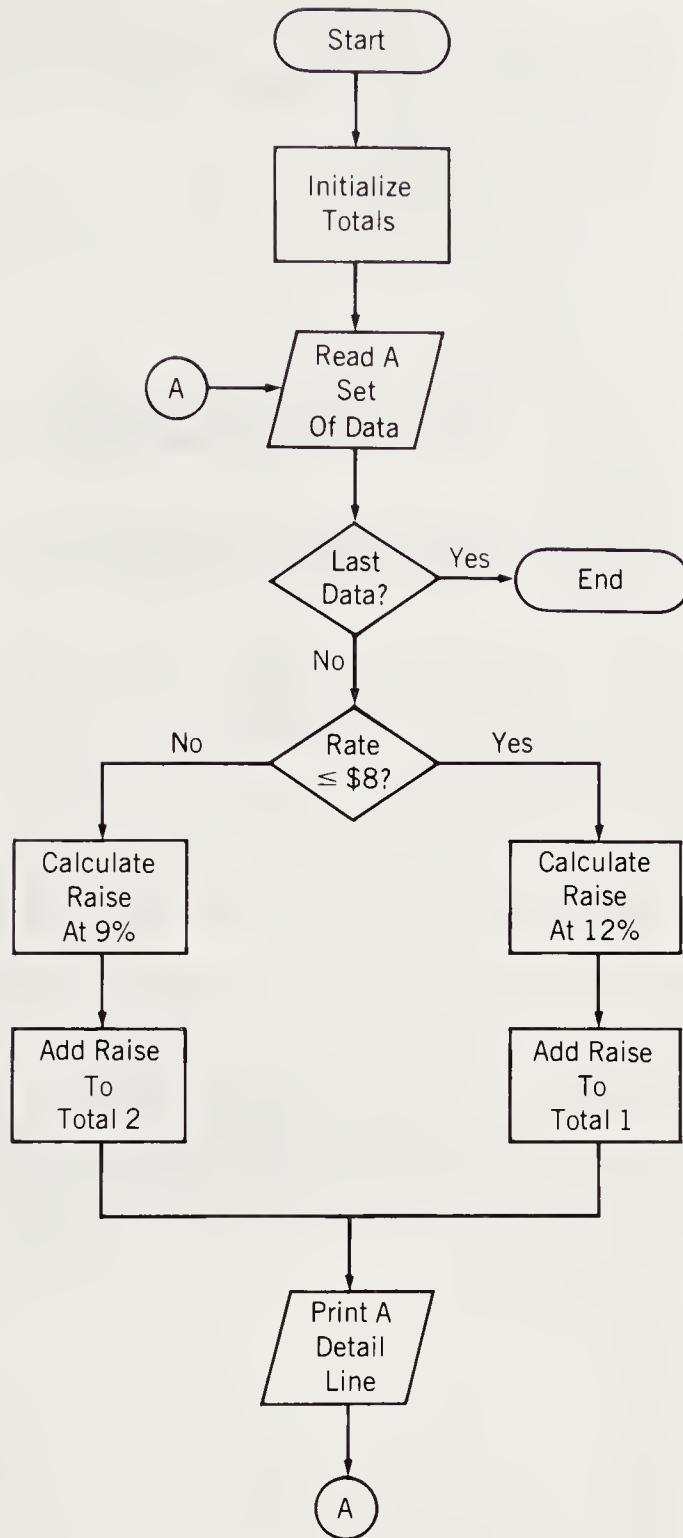 Start
Initialize
Totals
A
Read A
Set
Of Data
Last
Data?
Yes
End
No
Rate
≤ $8?
No
Yes
Calculate
Raise
At 9%
Calculate
Raise
At 12%
Add Raise
To
Total 2
Add Raise
To
Total 1
Print A
Detail
Line
A